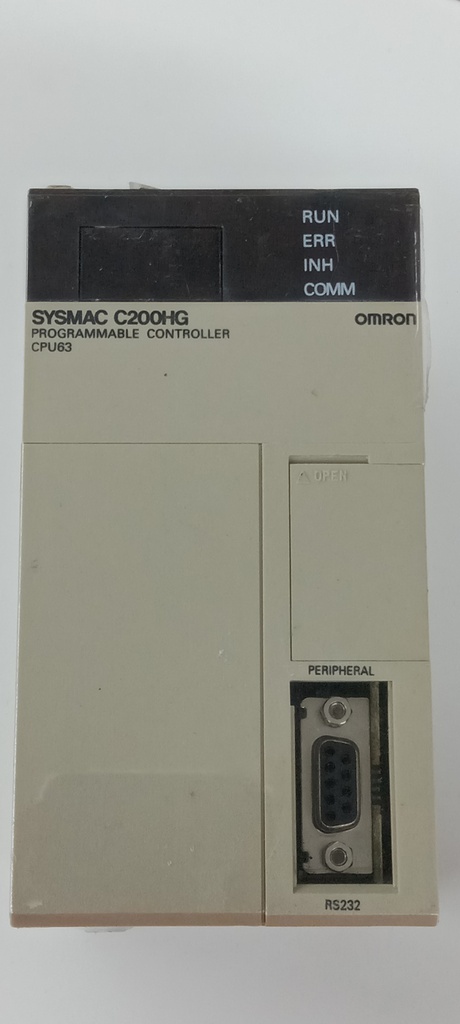 RUN
ERR
INH
COMM
SYSMAC C200HG
OMRON
PROGRAMMABLE CONTROLLER
CPU63
OPEN
PERIPHERAL
RS232